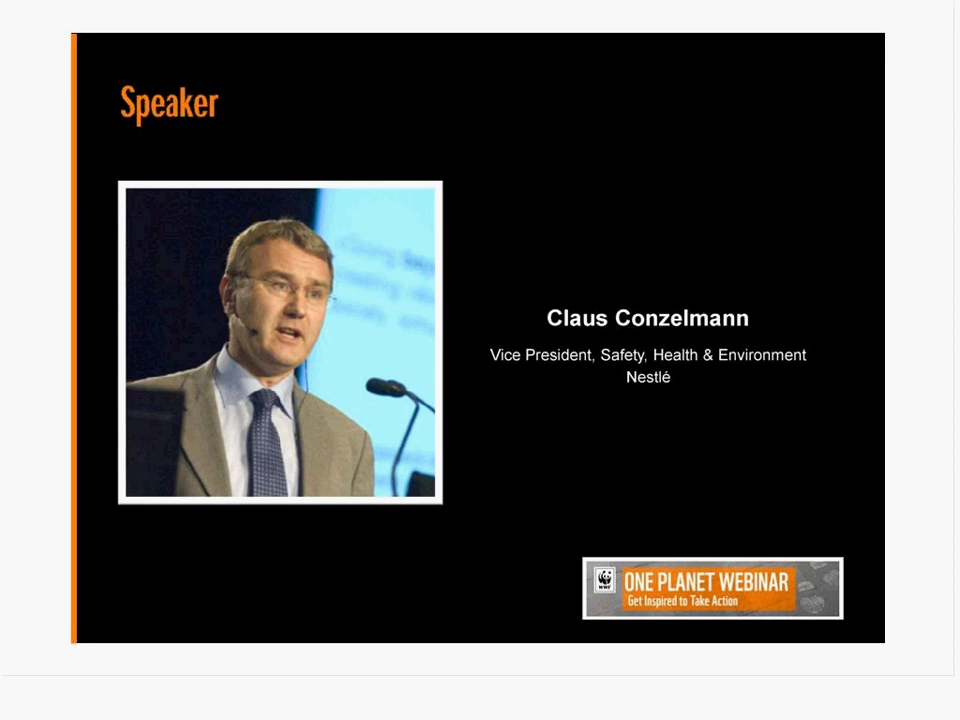 Speaker
Claus Conzelmann
Vice President, Safety, Health & Environment
Nestlé
WWF
ONE PLANET WEBINAR
Get Inspired to Take Action